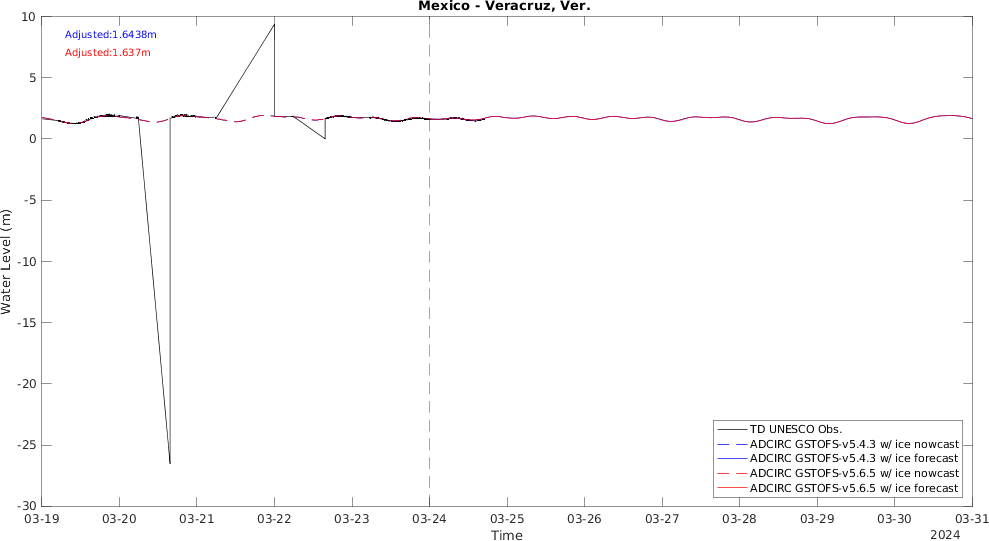 Mexico - Veracruz, Ver.
Adjusted:1.6438m
Adjusted:1.637m
10
5
0
-5
-10
-15
-20
-25
-30
Water Level (m)
03-19 03-20 03-21 03-22 03-23 03-24 03-25 03-26 03-27 03-28 03-29 03-30 03-31
Time
2024
TD UNESCO Obs.
ADCIRC GSTOFS-v5.4.3 w/ ice nowcast
ADCIRC GSTOFS-v5.4.3 w/ ice forecast
ADCIRC GSTOFS-v5.6.5 w/ ice nowcast
ADCIRC GSTOFS-v5.6.5 w/ ice forecast